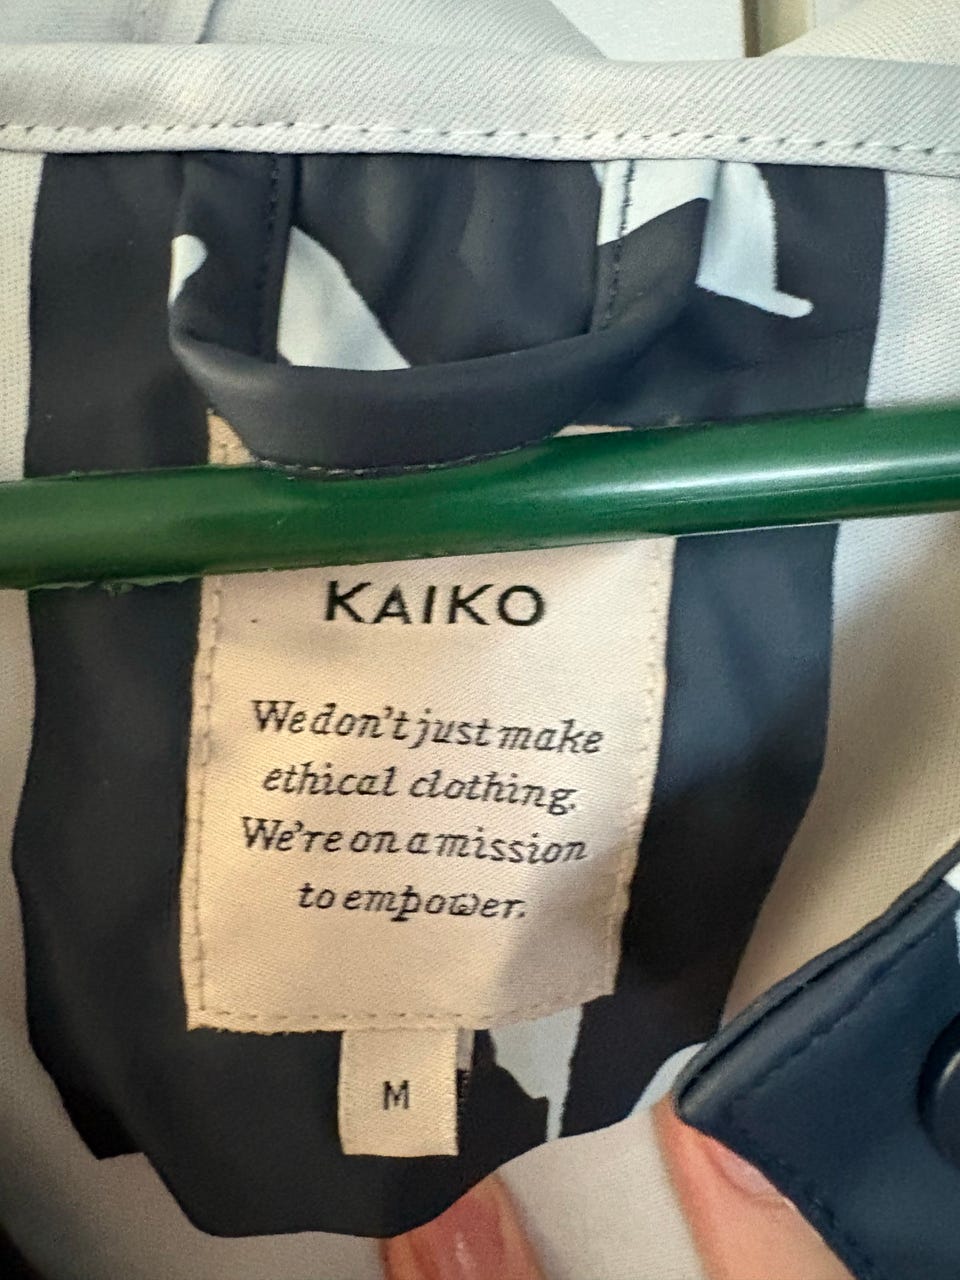 KAIKO
We don't just make
ethical clothing.
We're on a mission
to empower.
M